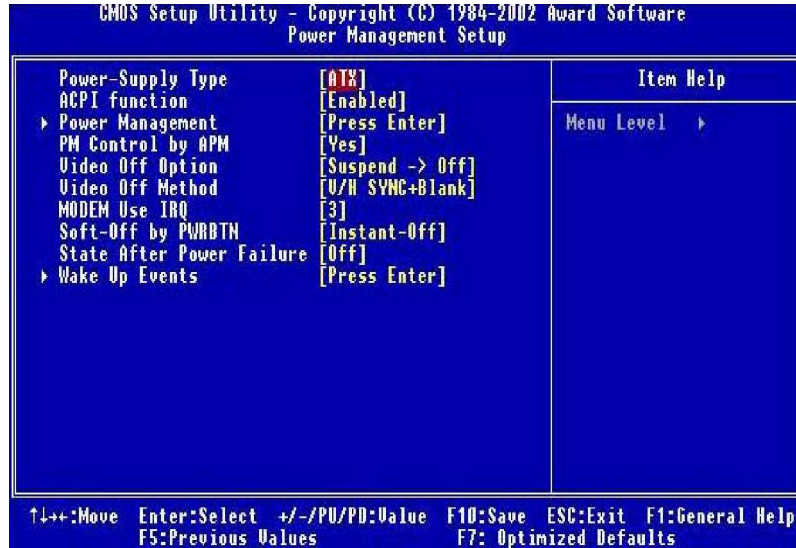 CMOS Setup Utility - Copyright (C) 1984-2002 Award Software
Power Management Setup
Power-Supply Type [ATX]
ACPI function [Enabled]
Power Management [Press Enter]
PM Control by APM [Yes]
Video Off Option [Suspend -> Off]
Video Off Method [V/H SYNC+Blank]
MODEM Use IRQ [3]
Soft-Off by PWRBTN [Instant-Off]
State After Power Failure [Off]
Wake Up Events [Press Enter]
Item Help
Menu Level
↑↓→←:Move Enter:Select +/-/PU/PD:Value F10:Save ESC:Exit F1:General Help
F5:Previous Values F7: Optimized Defaults